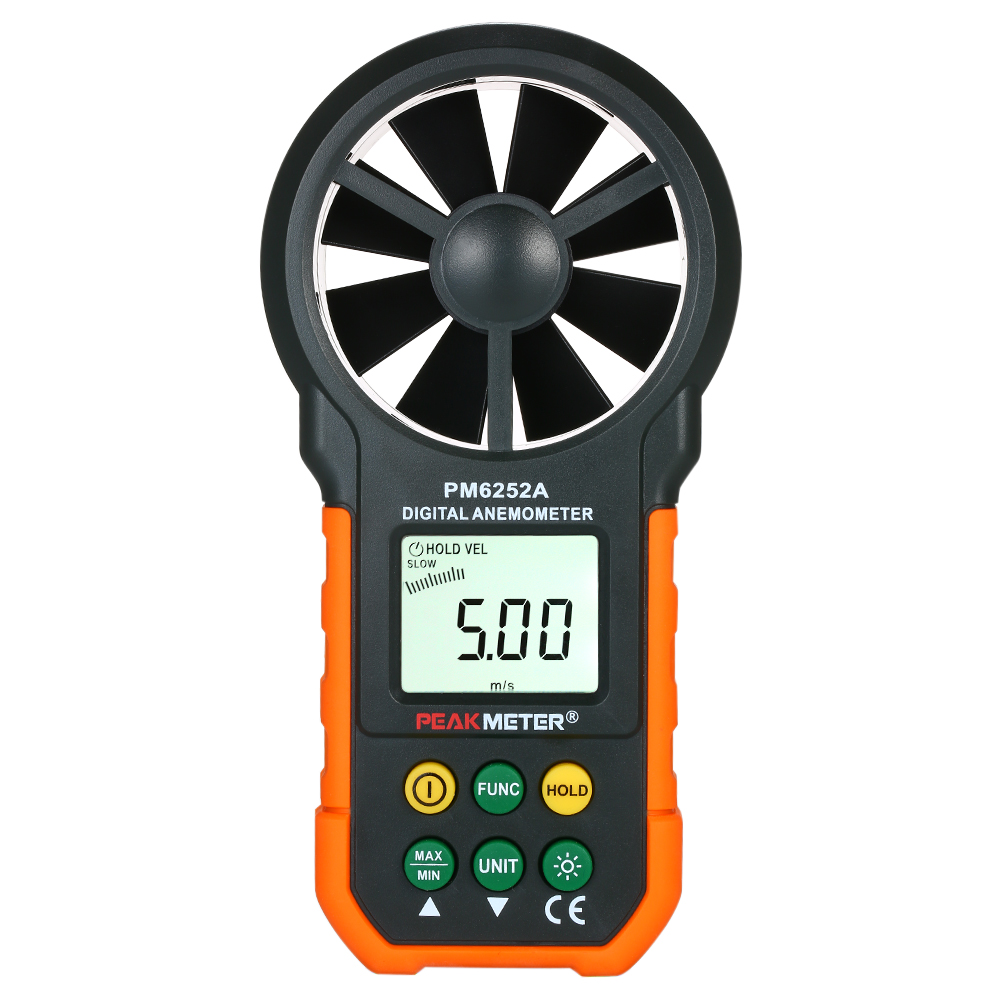 PM6252A
DIGITAL ANEMOMETER
HOLD VEL
SLOW
5.00
m/s
PEAKMETER®
FUNC
HOLD
MAX
MIN
UNIT
CE